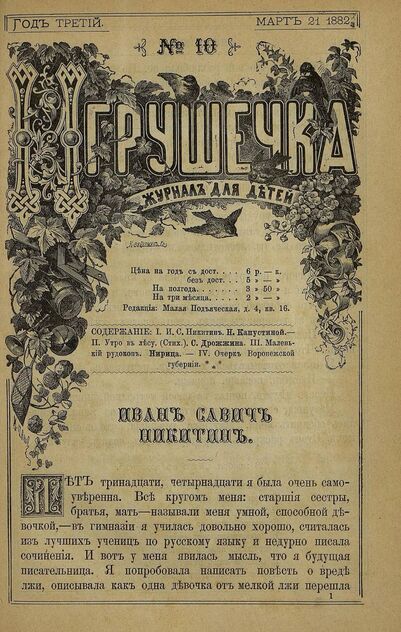 ГОДЪ ТРЕТІЙ.
МАРТЪ 21 1882
№ 10
ИГРУШЕЧКА
ЖУРНАЛЪ ДЛЯ ДѢТЕЙ
Цѣна на годъ съ дост. . . . 6 р. — к.
безъ дост. . 5 » — »
На полгода. . . . . . . . 3 » 50 »
На три мѣсяца. . . . . . 2 » — »
Редакція: Малая Подъяческая, д. 4, кв. 16.
СОДЕРЖАНІЕ: I. И. С. Никитинъ. Н. Капустиной.—
II. Утро въ лѣсу, (Стих.). С. Дрожжина. III. Малень-
кій рудокопъ. Нирица. — IV. Очеркъ Воронежской
губерніи. * * *
ИВАНЪ САВИЧЪ
НИКИТИНЪ.
ЛѢТЪ тринадцати, четырнадцати я была очень само-
увѣренна. Всѣ кругомъ меня: старшія сестры,
братья, мать—называли меня умной, способной дѣ-
вочкой,—въ гимназіи я училась довольно хорошо, считалась
изъ лучшихъ ученицъ по русскому языку и недурно писала
сочиненія. И вотъ у меня явилась мысль, что я будущая
писательница. Я попробовала написать повѣсть о вредѣ
лжи, описывала какъ одна дѣвочка отъ мелкой лжи перешла
1